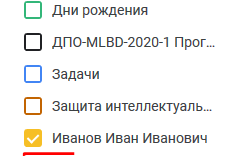 Дни рождения
ДПО-MLBD-2020-1 Прог...
Задачи
Защита интеллектуаль...
Иванов Иван Иванович